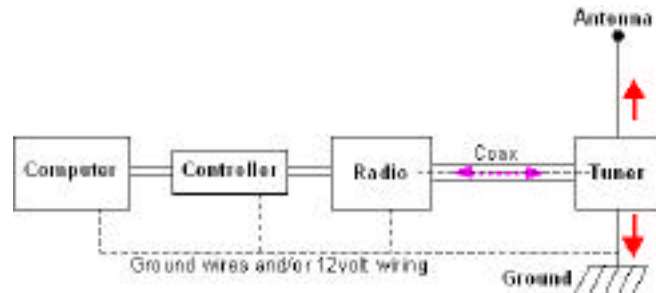 Antenna
Computer
Controller
Radio
Coax
Tuner
Ground wires and/or 12volt wiring
Ground